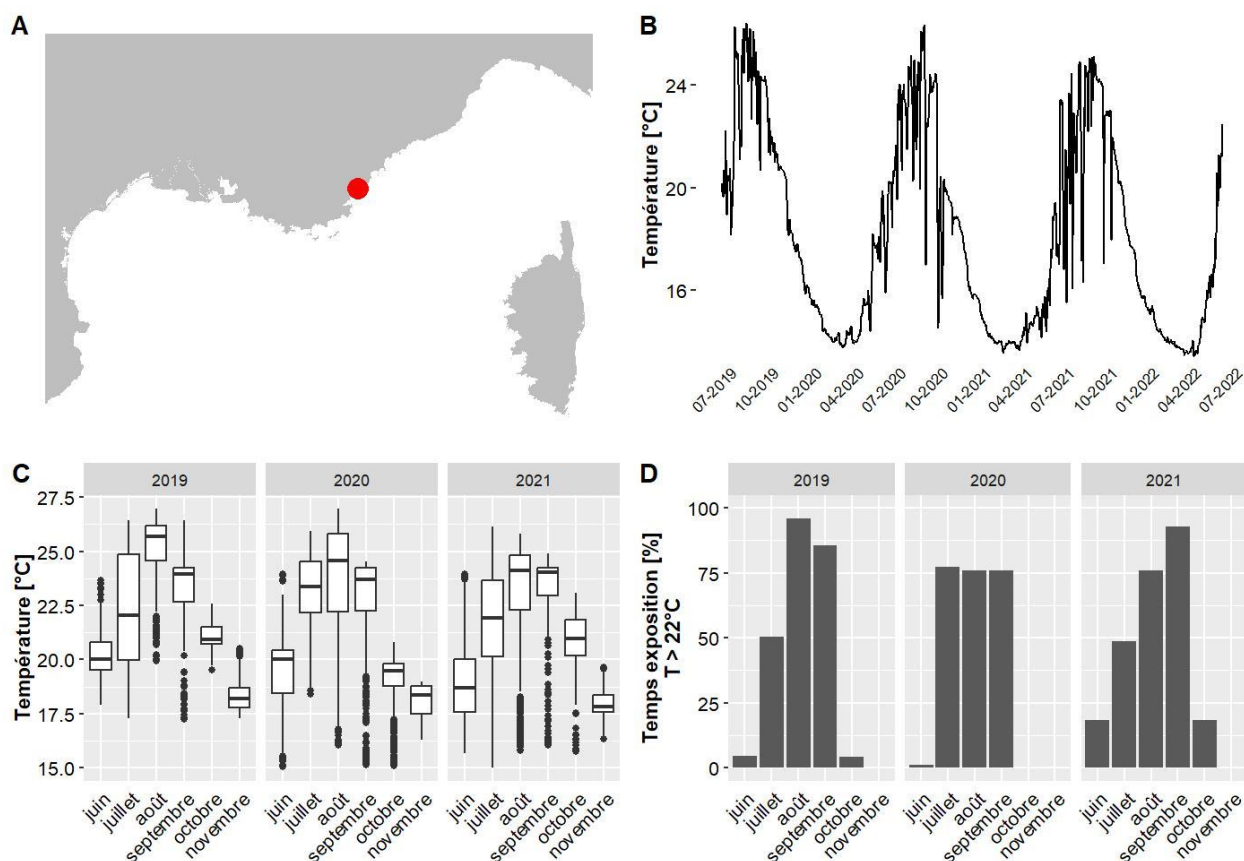 A
B
Température [°C]
24
20
16
07-2019
10-2019
01-2020
04-2020
07-2020
10-2020
01-2021
04-2021
07-2021
10-2021
01-2022
04-2022
07-2022
C
2019
2020
2021
Température [°C]
27.5
25.0
22.5
20.0
17.5
15.0
juin
juillet
août
septembre
octobre
novembre
juin
juillet
août
septembre
octobre
novembre
juin
juillet
août
septembre
octobre
novembre
D
2019
2020
2021
Temps exposition [%]
T > 22°C
100
75
50
25
0
juin
juillet
août
septembre
octobre
novembre
juin
juillet
août
septembre
octobre
novembre
juin
juillet
août
septembre
octobre
novembre